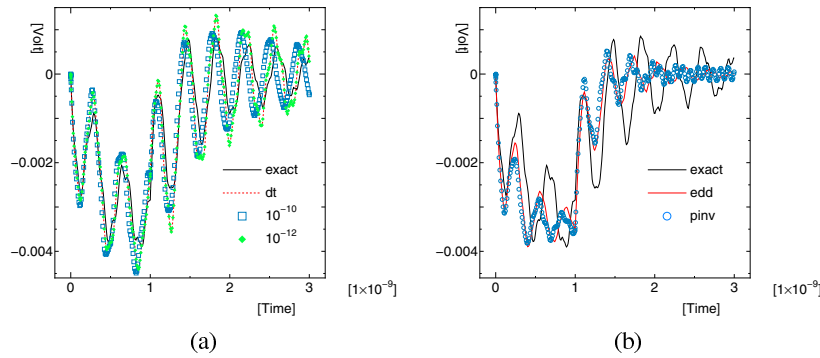 [Volt]
0
−0.002
−0.004
exact
dt
10−10
10−12
0
1
2
3
[1×10−9]
[Time]
(a)
[Volt]
0
−0.002
−0.004
exact
edd
pinv
0
1
2
3
[1×10−9]
[Time]
(b)